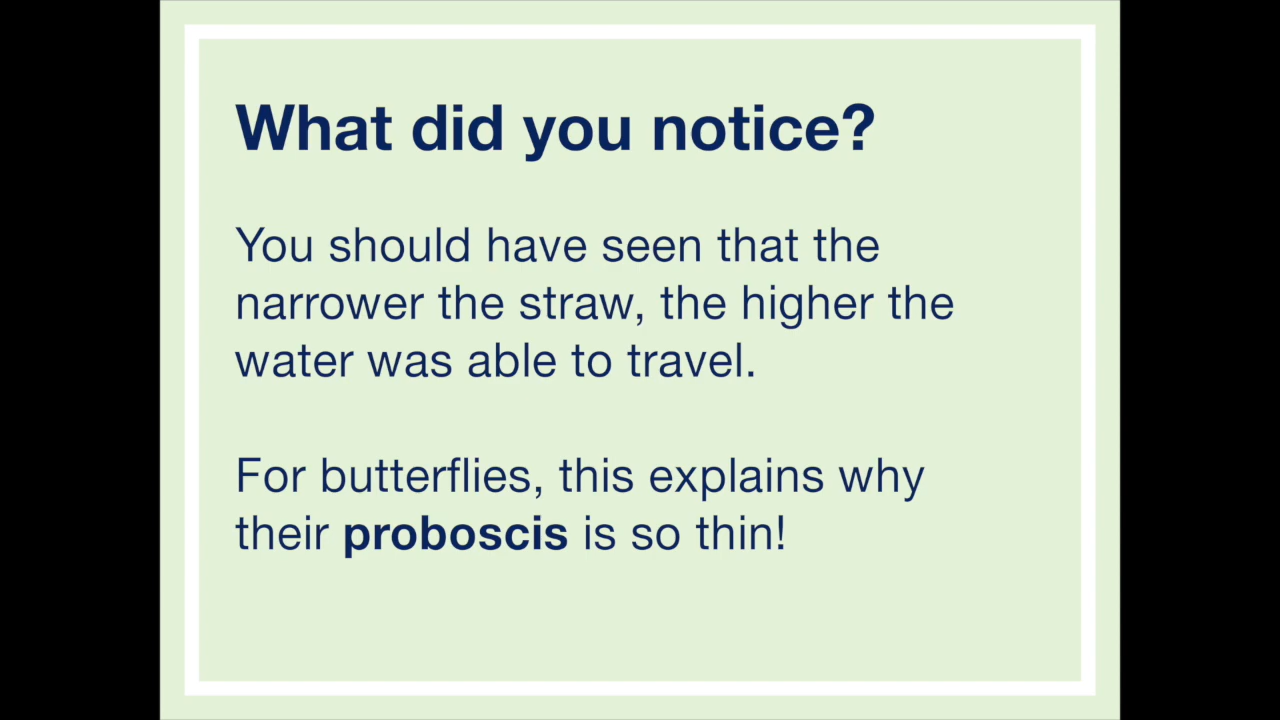 What did you notice?
You should have seen that the
narrower the straw, the higher the
water was able to travel.
For butterflies, this explains why
their proboscis is so thin!